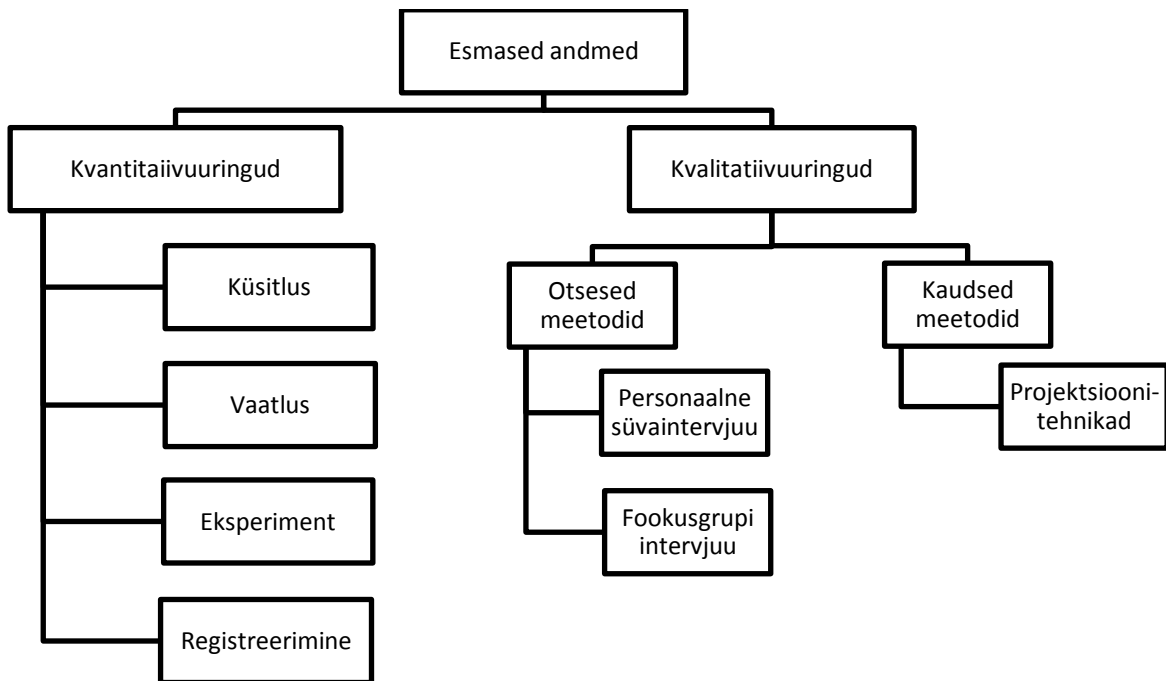 Esmased andmed
Kvantitaiivuuringud
Küsitlus
Vaatlus
Eksperiment
Registreerimine
Kvalitatiivuuringud
Otsesed
meetodid
Personaalne
süvaintervjuu
Fookusgrupi
intervjuu
Kaudsed
meetodid
Projektsiooni-
tehnikad